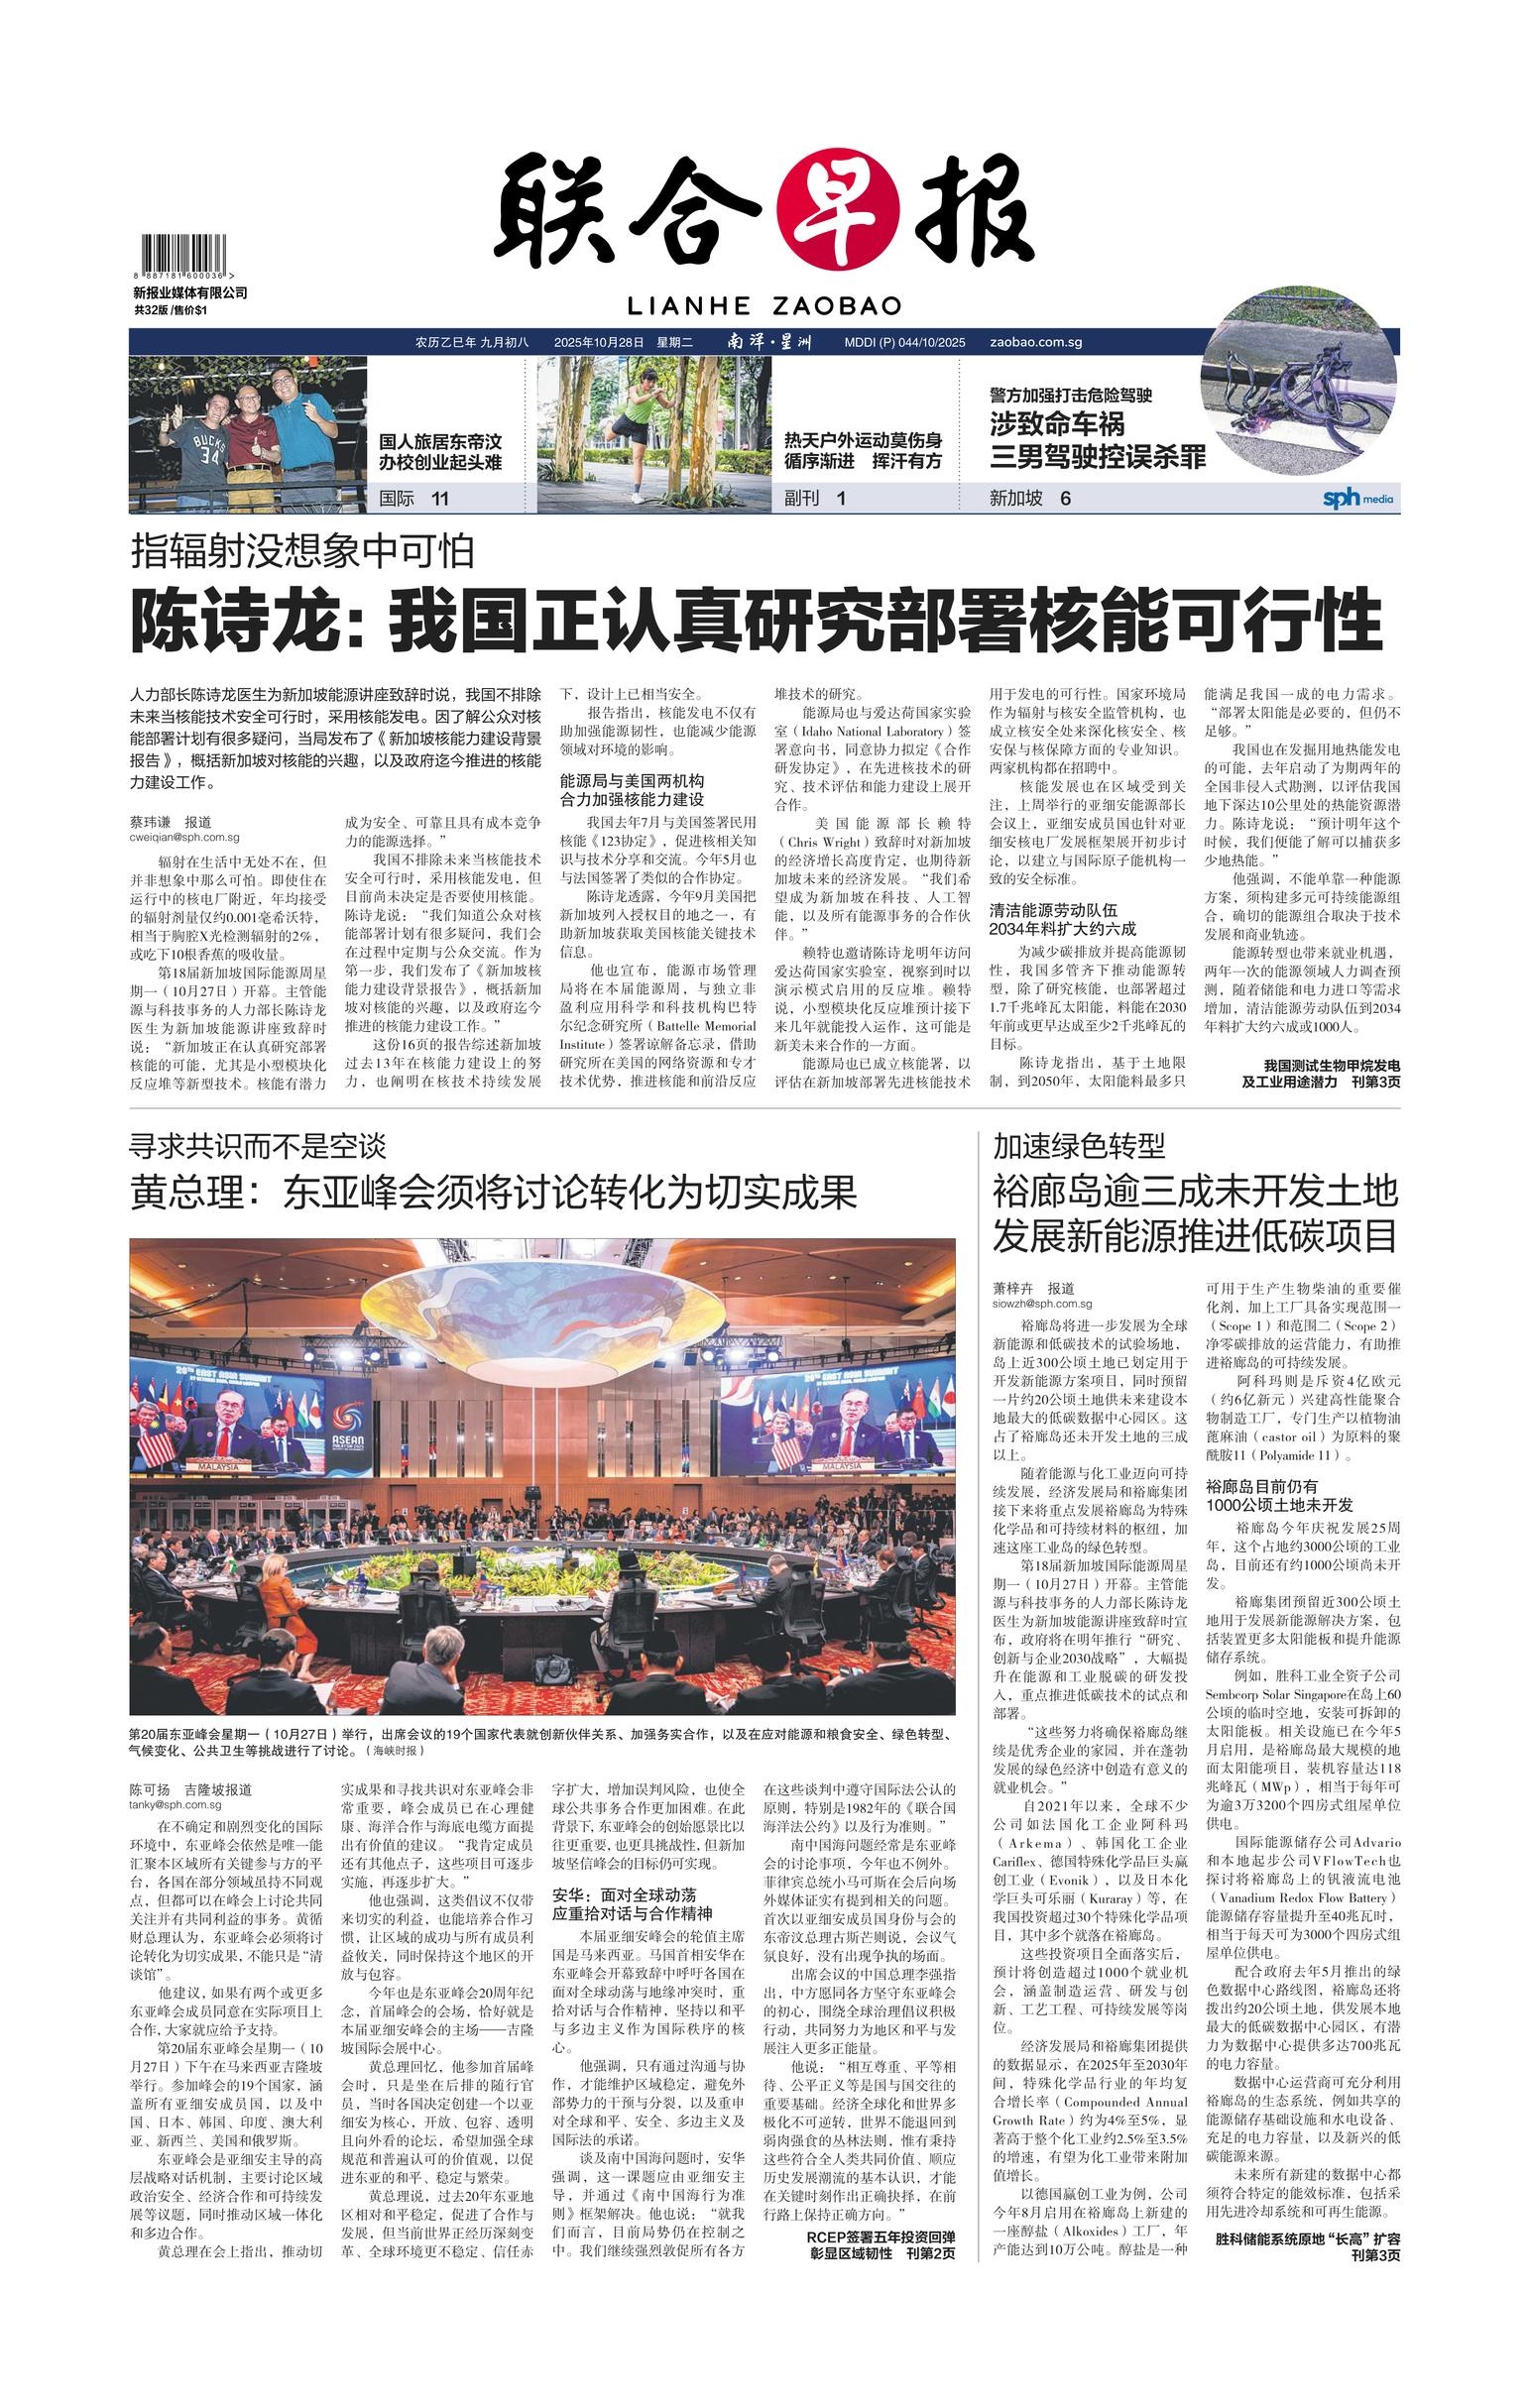 联合早报
LIANHE ZAOBAO
8 887181 600036 >
新报业媒体有限公司
共32版 /售价$1
农历乙巳年 九月初八 2025年10月28日 星期二 南洋·星洲 MDDI (P) 044/10/2025 zaobao.com.sg
国人旅居东帝汶
办校创业起头难
国际 11
热天户外运动莫伤身
循序渐进 挥汗有方
副刊 1
警方加强打击危险驾驶
涉致命车祸
三男驾驶控误杀罪
新加坡 6
sph media
指辐射没想象中可怕
陈诗龙：我国正认真研究部署核能可行性
人力部长陈诗龙医生为新加坡能源讲座致辞时说，我国不排除
未来当核能技术安全可行时，采用核能发电。因了解公众对核
能部署计划有很多疑问，当局发布了《新加坡核能力建设背景
报告》，概括新加坡对核能的兴趣，以及政府迄今推进的核能
力建设工作。
蔡玮谦 报道
cweiqian@sph.com.sg
辐射在生活中无处不在，但
并非想象中那么可怕。即使住在
运行中的核电厂附近，年均接受
的辐射剂量仅约0.001毫希沃特，
相当于胸腔X光检测辐射的2%，
或吃下10根香蕉的吸收量。
第18届新加坡国际能源周星
期一（10月27日）开幕。主管能
源与科技事务的人力部长陈诗龙
医生为新加坡能源讲座致辞时
说：“新加坡正在认真研究部署
核能的可能，尤其是小型模块化
反应堆等新型技术。核能有潜力
成为安全、可靠且具有成本竞争
力的能源选择。”
我国不排除未来当核能技术
安全可行时，采用核能发电，但
目前尚未决定是否要使用核能。
陈诗龙说：“我们知道公众对核
能部署计划有很多疑问，我们会
在过程中定期与公众交流。作为
第一步，我们发布了《新加坡核
能力建设背景报告》，概括新加
坡对核能的兴趣，以及政府迄今
推进的核能力建设工作。”
这份16页的报告综述新加坡
过去13年在核能力建设上的努
力，也阐明在核技术持续发展
下，设计上已相当安全。
报告指出，核能发电不仅有
助加强能源韧性，也能减少能源
领域对环境的影响。
能源局与美国两机构
合力加强核能力建设
我国去年7月与美国签署民用
核能《123协定》，促进核相关知
识与技术分享和交流。今年5月也
与法国签署了类似的合作协定。
陈诗龙透露，今年9月美国把
新加坡列入授权目的地之一，有
助新加坡获取美国核能关键技术
信息。
他也宣布，能源市场管理
局将在本届能源周，与独立非
盈利应用科学和科技机构巴特
尔纪念研究所（Battelle Memorial
Institute）签署谅解备忘录，借助
研究所在美国的网络资源和专才
技术优势，推进核能和前沿反应
堆技术的研究。
能源局也与爱达荷国家实验
室（Idaho National Laboratory）签
署意向书，同意协力拟定《合作
研发协定》，在先进核技术的研
究、技术评估和能力建设上展开
合作。
美国能源部长赖特
（Chris Wright）致辞时对新加坡
的经济增长高度肯定，也期待新
加坡未来的经济发展。“我们希
望成为新加坡在科技、人工智
能，以及所有能源事务的合作伙
伴。”
赖特也邀请陈诗龙明年访问
爱达荷国家实验室，视察到时以
演示模式启用的反应堆。赖特
说，小型模块化反应堆预计接下
来几年就能投入运作，这可能是
新美未来合作的一方面。
能源局也已成立核能署，以
评估在新加坡部署先进核能技术
用于发电的可行性。国家环境局
作为辐射与核安全监管机构，也
成立核安全处来深化核安全、核
安保与核保障方面的专业知识。
两家机构都在招聘中。
核能发展也在区域受到关
注，上周举行的亚细安能源部长
会议上，亚细安成员国也针对亚
细安核电厂发展框架展开初步讨
论，以建立与国际原子能机构一
致的安全标准。
清洁能源劳动队伍
2034年料扩大约六成
为减少碳排放并提高能源韧
性，我国多管齐下推动能源转
型，除了研究核能，也部署超过
1.7千兆峰瓦太阳能，料能在2030
年前或更早达成至少2千兆峰瓦的
目标。
陈诗龙指出，基于土地限
制，到2050年，太阳能料最多只
能满足我国一成的电力需求。
“部署太阳能是必要的，但仍不
足够。”
我国也在发掘用地热能发电
的可能，去年启动了为期两年的
全国非侵入式勘测，以评估我国
地下深达10公里处的热能资源潜
力。陈诗龙说：“预计明年这个
时候，我们便能了解可以捕获多
少地热能。”
他强调，不能单靠一种能源
方案，须构建多元可持续能源组
合，确切的能源组合取决于技术
发展和商业轨迹。
能源转型也带来就业机遇，
两年一次的能源领域人力调查预
测，随着储能和电力进口等需求
增加，清洁能源劳动队伍到2034
年料扩大约六成或1000人。
我国测试生物甲烷发电
及工业用途潜力 刊第3页
寻求共识而不是空谈
黄总理：东亚峰会须将讨论转化为切实成果
20TH EAST ASIA SUMMIT
MALAYSIA
ASEAN
MALAYSIA
第20届东亚峰会星期一（10月27日）举行，出席会议的19个国家代表就创新伙伴关系、加强务实合作，以及在应对能源和粮食安全、绿色转型、
气候变化、公共卫生等挑战进行了讨论。（海峡时报）
陈可扬 吉隆坡报道
tanky@sph.com.sg
在不确定和剧烈变化的国际
环境中，东亚峰会依然是唯一能
汇聚本区域所有关键参与方的平
台，各国在部分领域虽持不同观
点，但都可以在峰会上讨论共同
关注并有共同利益的事务。黄循
财总理认为，东亚峰会必须将讨
论转化为切实成果，不能只是“清
谈馆”。
他建议，如果有两个或更多
东亚峰会成员同意在实际项目上
合作，大家就应给予支持。
第20届东亚峰会星期一（10
月27日）下午在马来西亚吉隆坡
举行。参加峰会的19个国家，涵
盖所有亚细安成员国，以及中
国、日本、韩国、印度、澳大利
亚、新西兰、美国和俄罗斯。
东亚峰会是亚细安主导的高
层战略对话机制，主要讨论区域
政治安全、经济合作和可持续发
展等议题，同时推动区域一体化
和多边合作。
黄总理在会上指出，推动切
实成果和寻找共识对东亚峰会非
常重要，峰会成员已在心理健
康、海洋合作与海底电缆方面提
出有价值的建议。“我肯定成员
还有其他点子，这些项目可逐步
实施，再逐步扩大。”
他也强调，这类倡议不仅带
来切实的利益，也能培养合作习
惯，让区域的成功与所有成员利
益攸关，同时保持这个地区的开
放与包容。
今年也是东亚峰会20周年纪
念，首届峰会的会场，恰好就是
本届亚细安峰会的主场——吉隆
坡国际会展中心。
黄总理回忆，他参加首届峰
会时，只是坐在后排的随行官
员，当时各国决定创建一个以亚
细安为核心，开放、包容、透明
且向外看的论坛，希望加强全球
规范和普遍认可的价值观，以促
进东亚的和平、稳定与繁荣。
黄总理说，过去20年东亚地
区相对和平稳定，促进了合作与
发展，但当前世界正经历深刻变
革、全球环境更不稳定、信任赤
字扩大，增加误判风险，也使全
球公共事务合作更加困难。在此
背景下，东亚峰会的创始愿景比以
往更重要，也更具挑战性，但新加
坡坚信峰会的目标仍可实现。
安华：面对全球动荡
应重拾对话与合作精神
本届亚细安峰会的轮值主席
国是马来西亚。马国首相安华在
东亚峰会开幕致辞中呼吁各国在
面对全球动荡与地缘冲突时，重
拾对话与合作精神，坚持以和平
与多边主义作为国际秩序的核
心。
他强调，只有通过沟通与协
作，才能维护区域稳定，避免外
部势力的干预与分裂，以及重申
对全球和平、安全、多边主义及
国际法的承诺。
谈及南中国海问题时，安华
强调，这一课题应由亚细安主
导，并通过《南中国海行为准
则》框架解决。他也说：“就我
们而言，目前局势仍在控制之
中。我们继续强烈敦促所有各方
在这些谈判中遵守国际法公认的
原则，特别是1982年的《联合国
海洋法公约》以及行为准则。”
南中国海问题经常是东亚峰
会的讨论事项，今年也不例外。
菲律宾总统小马可斯在会后向场
外媒体证实有提到相关的问题。
首次以亚细安成员国身份与会的
东帝汶总理古斯芒则说，会议气
氛良好，没有出现争执的场面。
出席会议的中国总理李强指
出，中方愿同各方坚守东亚峰会
的初心，围绕全球治理倡议积极
行动，共同努力为地区和平与发
展注入更多正能量。
他说：“相互尊重、平等相
待、公平正义等是国与国交往的
重要基础。经济全球化和世界多
极化不可逆转，世界不能退回到
弱肉强食的丛林法则，惟有秉持
这些符合全人类共同价值、顺应
历史发展潮流的基本认识，才能
在关键时刻作出正确抉择，在前
行路上保持正确方向。”
RCEP签署五年投资回弹
彰显区域韧性 刊第2页
加速绿色转型
裕廊岛逾三成未开发土地
发展新能源推进低碳项目
萧梓卉 报道
siowzh@sph.com.sg
裕廊岛将进一步发展为全球
新能源和低碳技术的试验场地，
岛上近300公顷土地已划定用于
开发新能源方案项目，同时预留
一片约20公顷土地供未来建设本
地最大的低碳数据中心园区。这
占了裕廊岛还未开发土地的三成
以上。
随着能源与化工业迈向可持
续发展，经济发展局和裕廊集团
接下来将重点发展裕廊岛为特殊
化学品和可持续材料的枢纽，加
速这座工业岛的绿色转型。
第18届新加坡国际能源周星
期一（10月27日）开幕。主管能
源与科技事务的人力部长陈诗龙
医生为新加坡能源讲座致辞时宣
布，政府将在明年推行“研究、
创新与企业2030战略”，大幅提
升在能源和工业脱碳的研发投
入，重点推进低碳技术的试点和
部署。
“这些努力将确保裕廊岛继
续是优秀企业的家园，并在蓬勃
发展的绿色经济中创造有意义的
就业机会。”
自2021年以来，全球不少
公司如法国化工企业阿科玛
（Arkema）、韩国化工企业
Cariflex、德国特殊化学品巨头赢
创工业（Evonik），以及日本化
学巨头可乐丽（Kuraray）等，在
我国投资超过30个特殊化学品项
目，其中多个就落在裕廊岛。
这些投资项目全面落实后，
预计将创造超过1000个就业机
会，涵盖制造运营、研发与创
新、工艺工程、可持续发展等岗
位。
经济发展局和裕廊集团提供
的数据显示，在2025年至2030年
间，特殊化学品行业的年均复
合增长率（Compounded Annual
Growth Rate）约为4%至5%，显
著高于整个化工业约2.5%至3.5%
的增速，有望为化工业带来附加
值增长。
以德国赢创工业为例，公司
今年8月启用在裕廊岛上新建的
一座醇盐（Alkoxides）工厂，年
产能达到10万公吨。醇盐是一种
可用于生产生物柴油的重要催
化剂，加上工厂具备实现范围一
（Scope 1）和范围二（Scope 2）
净零碳排放的运营能力，有助推
进裕廊岛的可持续发展。
阿科玛则是斥资4亿欧元
（约6亿新元）兴建高性能聚合
物制造工厂，专门生产以植物油
蓖麻油（castor oil）为原料的聚
酰胺11（Polyamide 11）。
裕廊岛目前仍有
1000公顷土地未开发
裕廊岛今年庆祝发展25周
年，这个占地约3000公顷的工业
岛，目前还有约1000公顷尚未开
发。
裕廊集团预留近300公顷土
地用于发展新能源解决方案，包
括装置更多太阳能板和提升能源
储存系统。
例如，胜科工业全资子公司
Sembcorp Solar Singapore在岛上60
公顷的临时空地，安装可拆卸的
太阳能板。相关设施已在今年5
月启用，是裕廊岛最大规模的地
面太阳能项目，装机容量达118
兆峰瓦（MWp），相当于每年可
为逾3万3200个四房式组屋单位
供电。
国际能源储存公司Advario
和本地起步公司VFlowTech也
探讨将裕廊岛上的钒液流电池
（Vanadium Redox Flow Battery）
能源储存容量提升至40兆瓦时，
相当于每天可为3000个四房式组
屋单位供电。
配合政府去年5月推出的绿
色数据中心路线图，裕廊岛还将
拨出约20公顷土地，供发展本地
最大的低碳数据中心园区，有潜
力为数据中心提供多达700兆瓦
的电力容量。
数据中心运营商可充分利用
裕廊岛的生态系统，例如共享的
能源储存基础设施和水电设备、
充足的电力容量，以及新兴的低
碳能源来源。
未来所有新建的数据中心都
须符合特定的能效标准，包括采
用先进冷却系统和可再生能源。
胜科储能系统原地“长高”扩容
刊第3页